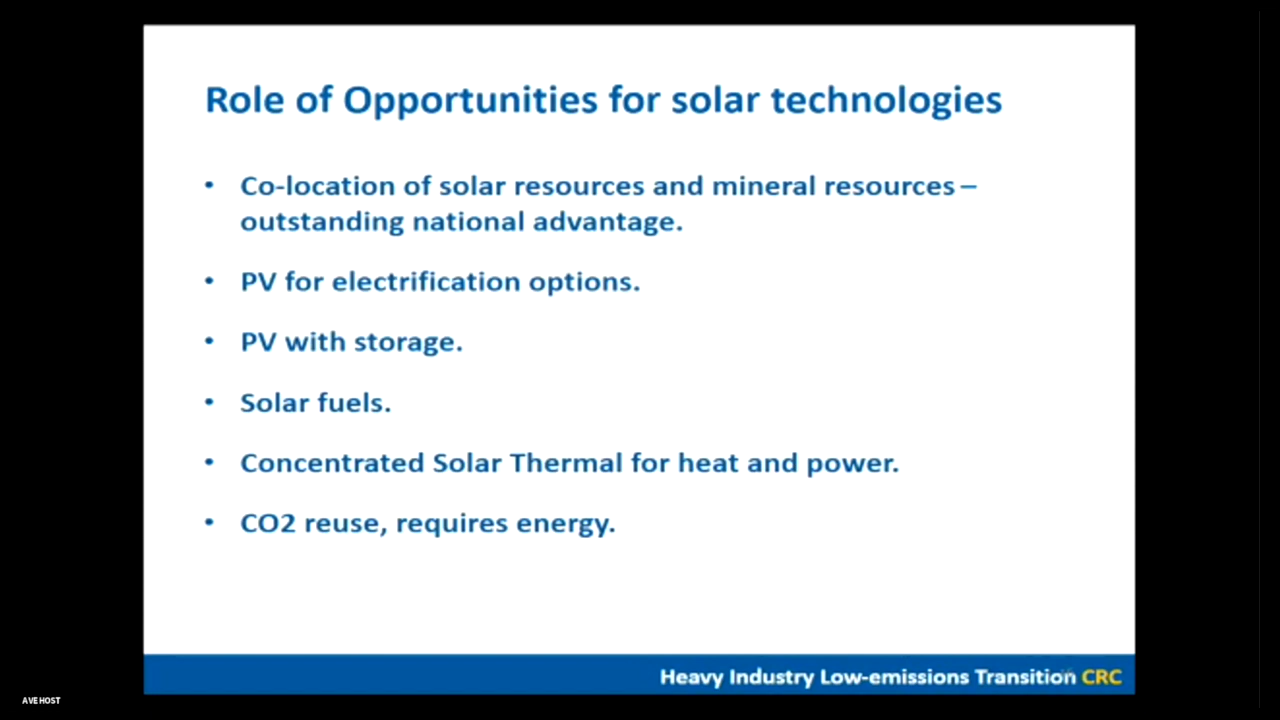 Role of Opportunities for solar technologies
• Co-location of solar resources and mineral resources –
outstanding national advantage.
• PV for electrification options.
• PV with storage.
• Solar fuels.
• Concentrated Solar Thermal for heat and power.
• CO2 reuse, requires energy.
Heavy Industry Low-emissions Transition CRC
AVE HOST